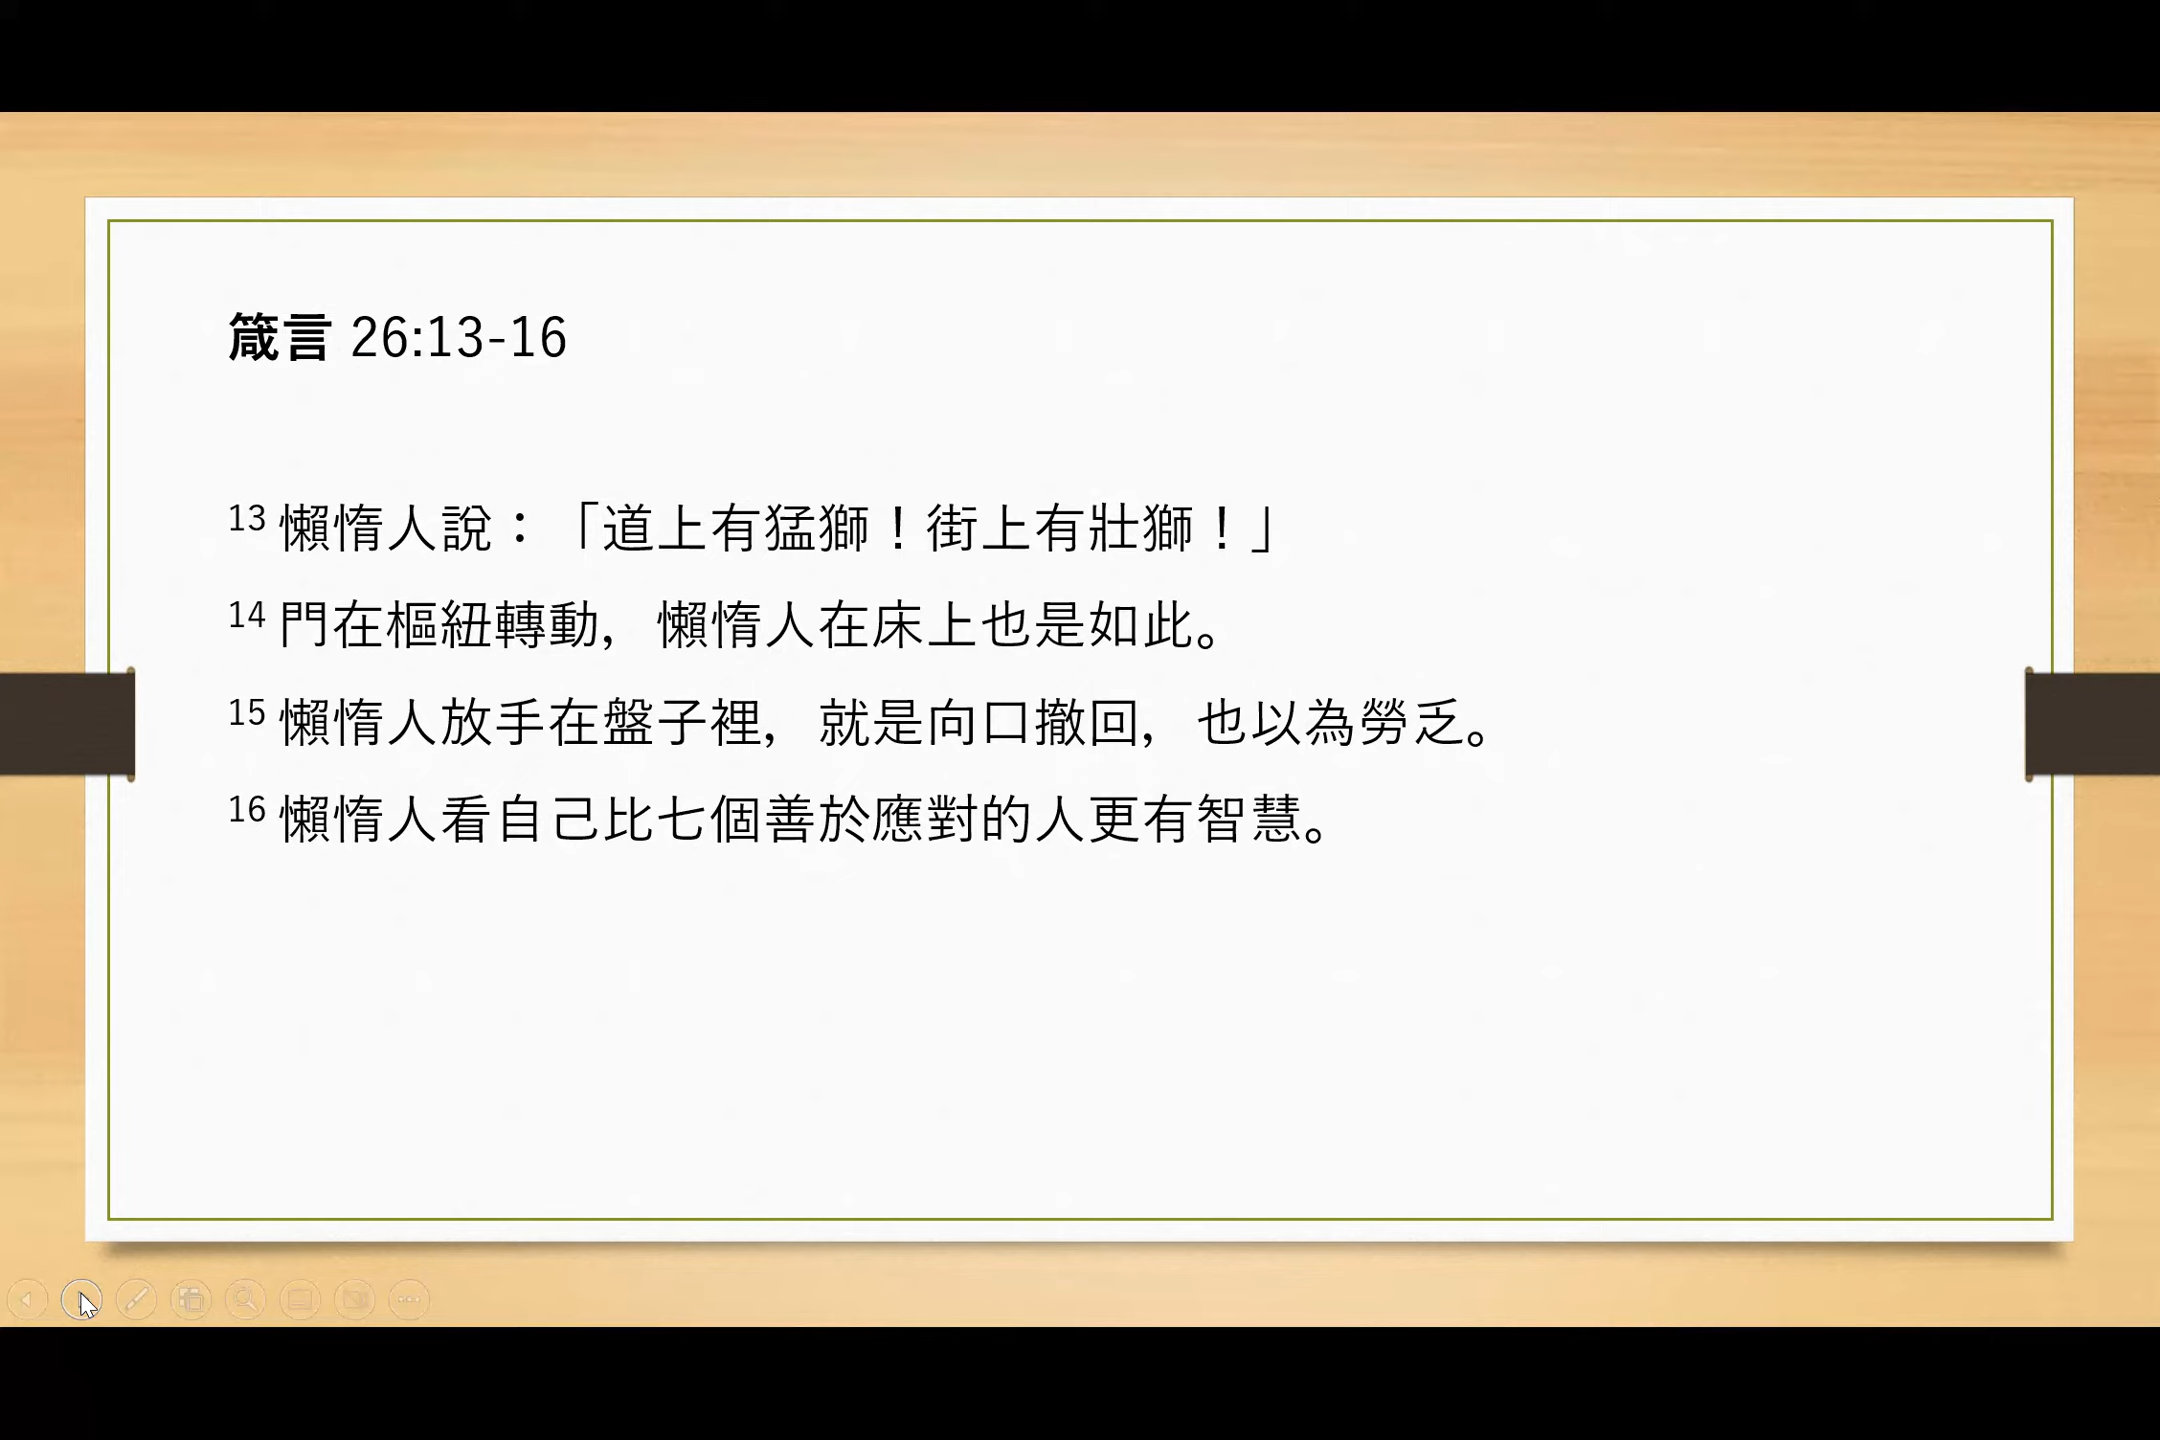 箴言 26:13-16
13 懶惰人說：「道上有猛獅！街上有壯獅！」
14 門在樞紐轉動，懶惰人在床上也是如此。
15 懶惰人放手在盤子裡，就是向口撤回，也以為勞乏。
16 懶惰人看自己比七個善於應對的人更有智慧。